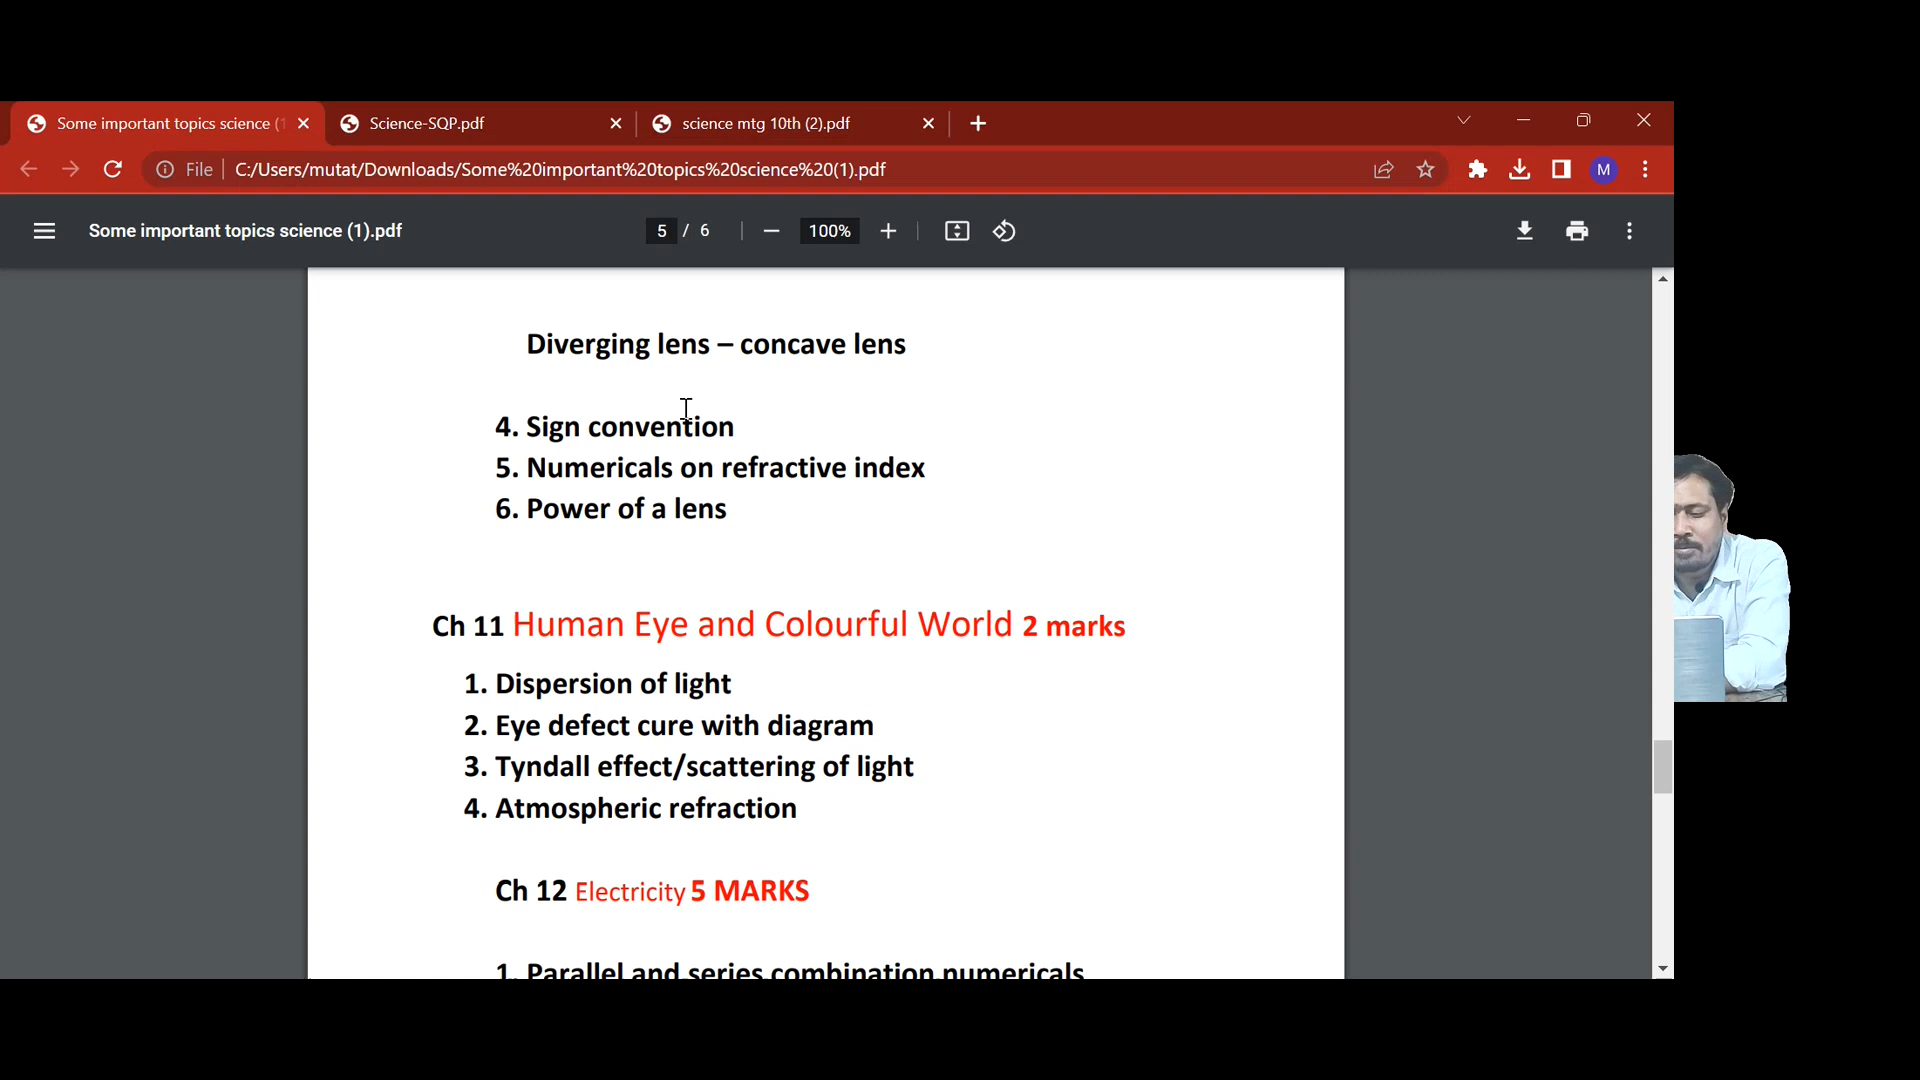 Some important topics science (1
Science-SQP.pdf
science mtg 10th (2).pdf
File
C:/Users/mutat/Downloads/Some%20important%20topics%20science%20(1).pdf
M
Some important topics science (1).pdf
5 / 6
100%
Diverging lens – concave lens
4. Sign convention
5. Numericals on refractive index
6. Power of a lens
Ch 11 Human Eye and Colourful World 2 marks
1. Dispersion of light
2. Eye defect cure with diagram
3. Tyndall effect/scattering of light
4. Atmospheric refraction
Ch 12 Electricity 5 MARKS
1. Parallel and series combination numericals